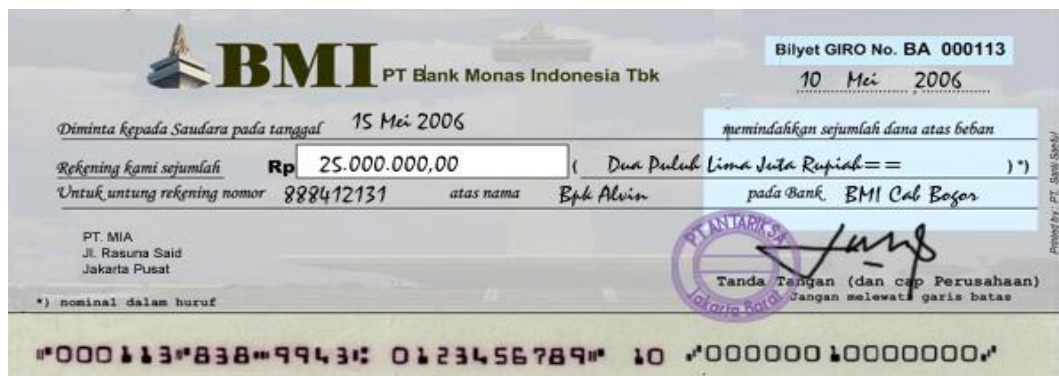 BMI PT Bank Monas Indonesia Tbk
Bilyet GIRO No. BA 000113
10 Mei 2006
Diminta kepada Saudara pada tanggal 15 Mei 2006 memindahkan sejumlah dana atas beban
Rekening kami sejumlah Rp 25.000.000,00 ( Dua Puluh Lima Juta Rupiah== ) *)
Untuk untung rekening nomor 888412131 atas nama Bpk Alvin pada Bank BMI Cab Bogor
PT. MIA
Jl. Rasuna Said
Jakarta Pusat
PT ANTARIKSA
Jakarta Barat
Tanda Tangan (dan cap Perusahaan)
Jangan melewati garis batas
*) nominal dalam huruf
⑈000113⑈838⑉9943⑆ 0123456789⑈ 10 ⑇00000010000000⑇